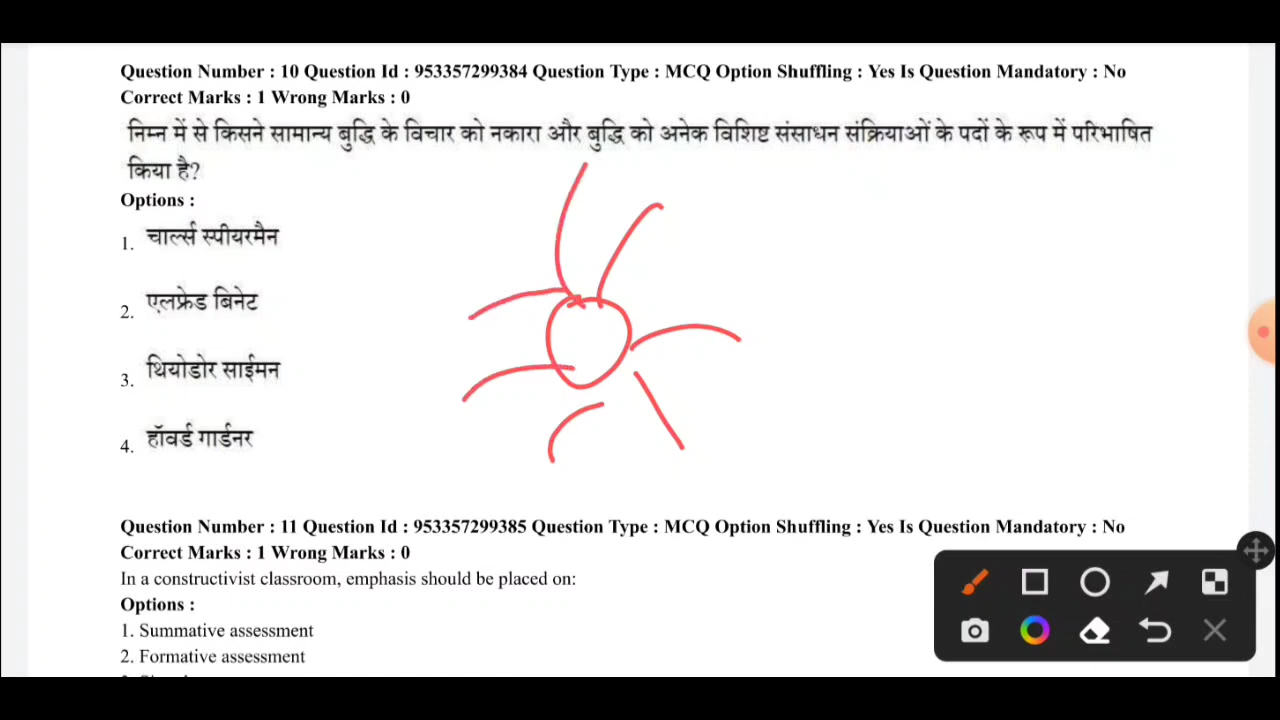 Question Number : 10 Question Id : 953357299384 Question Type : MCQ Option Shuffling : Yes Is Question Mandatory : No
Correct Marks : 1 Wrong Marks : 0
निम्न में से किसने सामान्य बुद्धि के विचार को नकारा और बुद्धि को अनेक विशिष्ट संसाधन संक्रियाओं के पदों के रूप में परिभाषित
किया है?
Options :
1. चार्ल्स स्पीयरमैन
2. एलफ्रेड बिनेट
3. थियोडोर साईमन
4. हॉवर्ड गार्डनर
Question Number : 11 Question Id : 953357299385 Question Type : MCQ Option Shuffling : Yes Is Question Mandatory : No
Correct Marks : 1 Wrong Marks : 0
In a constructivist classroom, emphasis should be placed on:
Options :
1. Summative assessment
2. Formative assessment